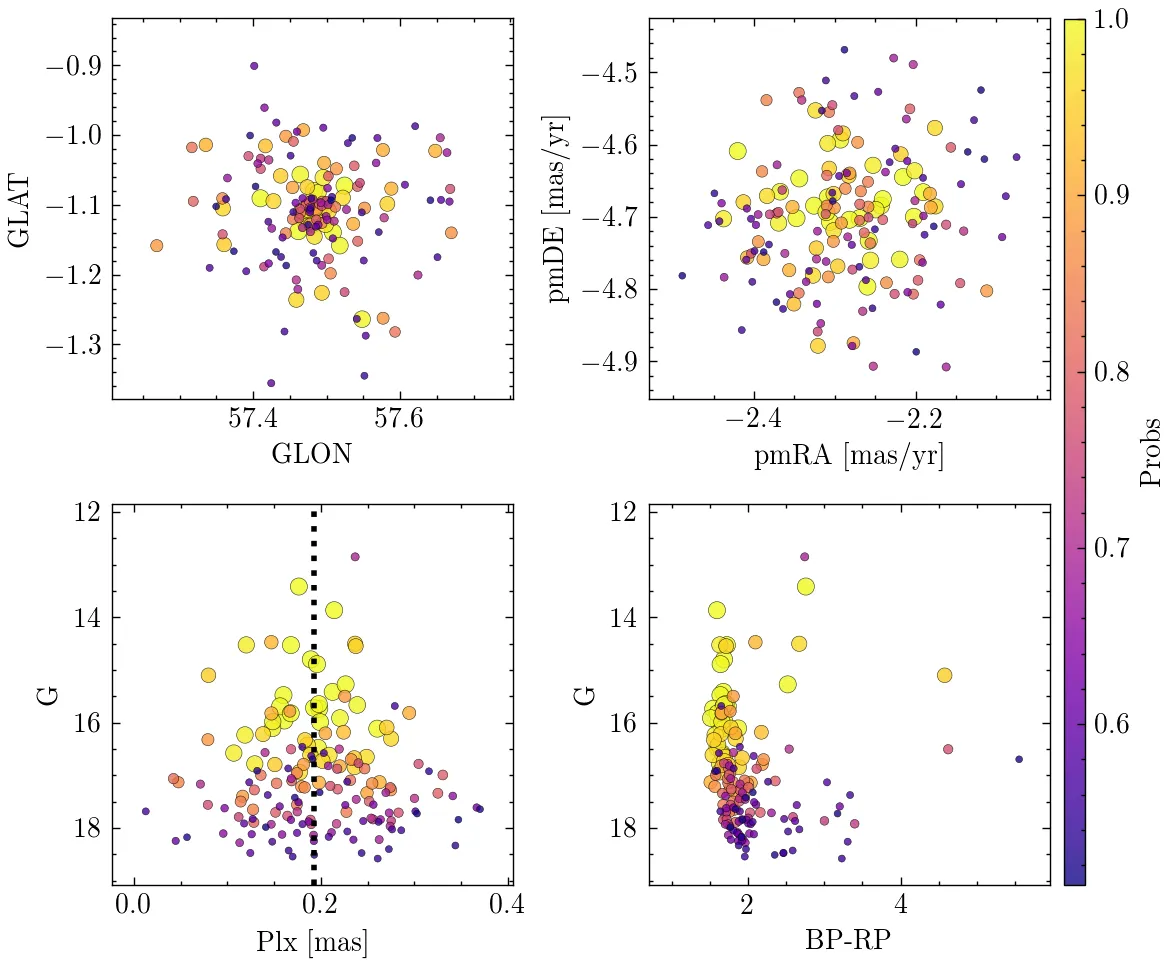 −0.9
−1.0
−1.1
−1.2
−1.3
GLAT
57.4 57.6
GLON
−4.5
−4.6
−4.7
−4.8
−4.9
pmDE [mas/yr]
−2.4 −2.2
pmRA [mas/yr]
12
14
16
18
G
0.0 0.2 0.4
Plx [mas]
12
14
16
18
G
2 4
BP-RP
1.0
0.9
0.8
0.7
0.6
Probs